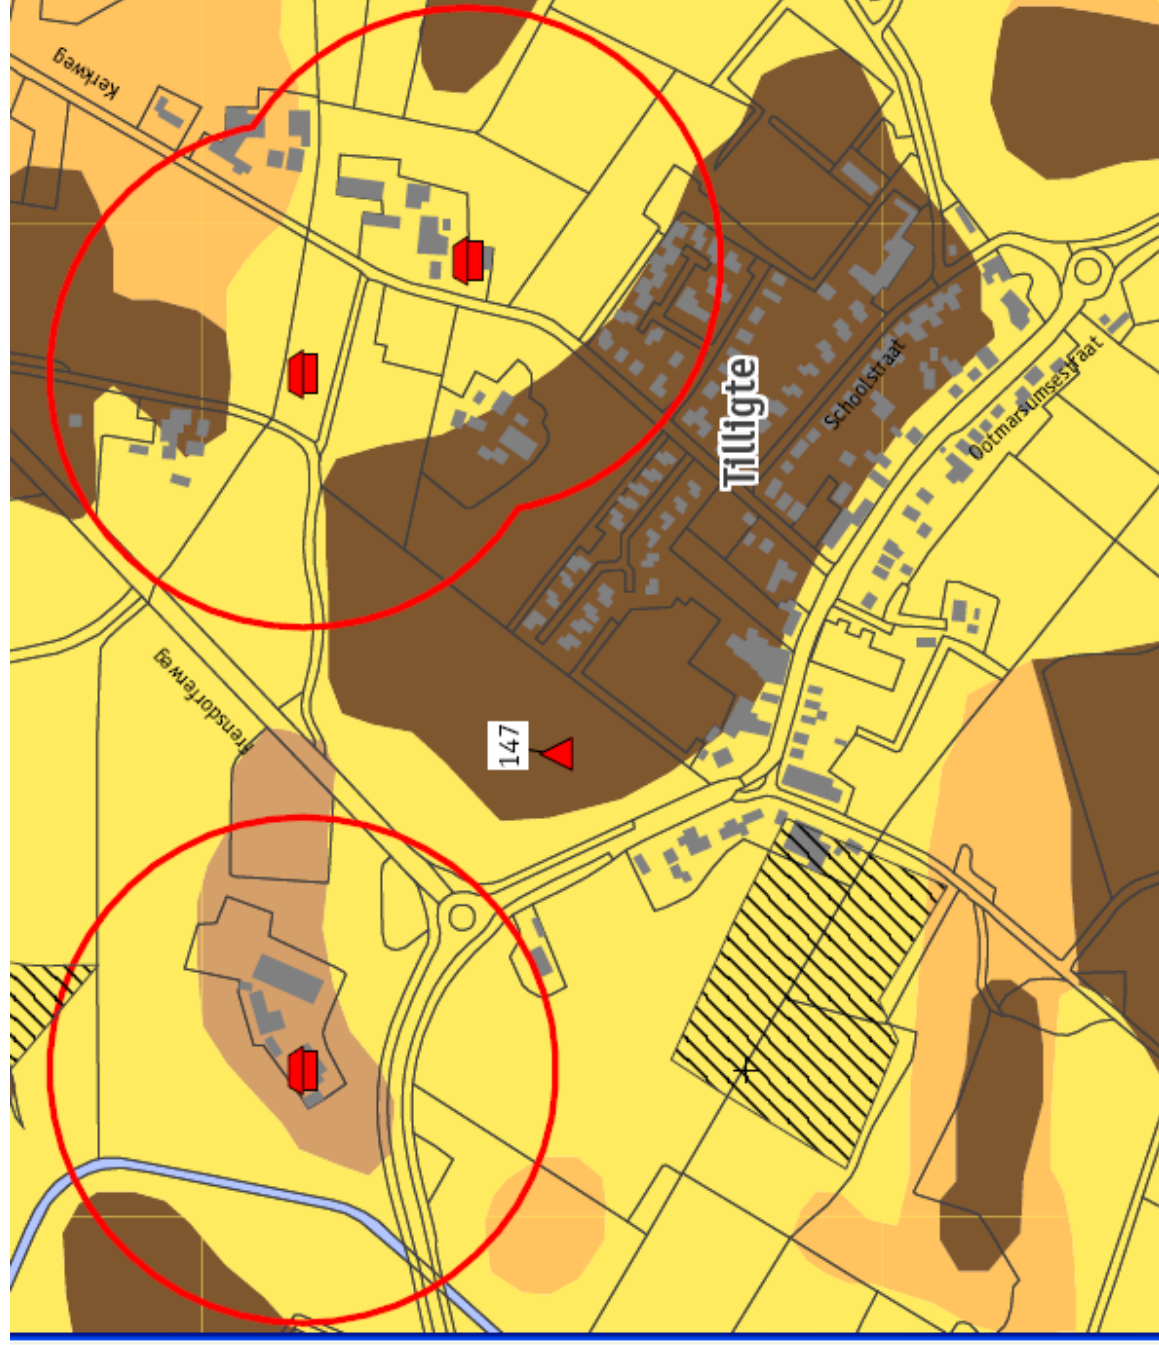 Kerkweg
Tilligte
Schoolstraat
Ootmarsumsestraat
Frensdorferweg
147